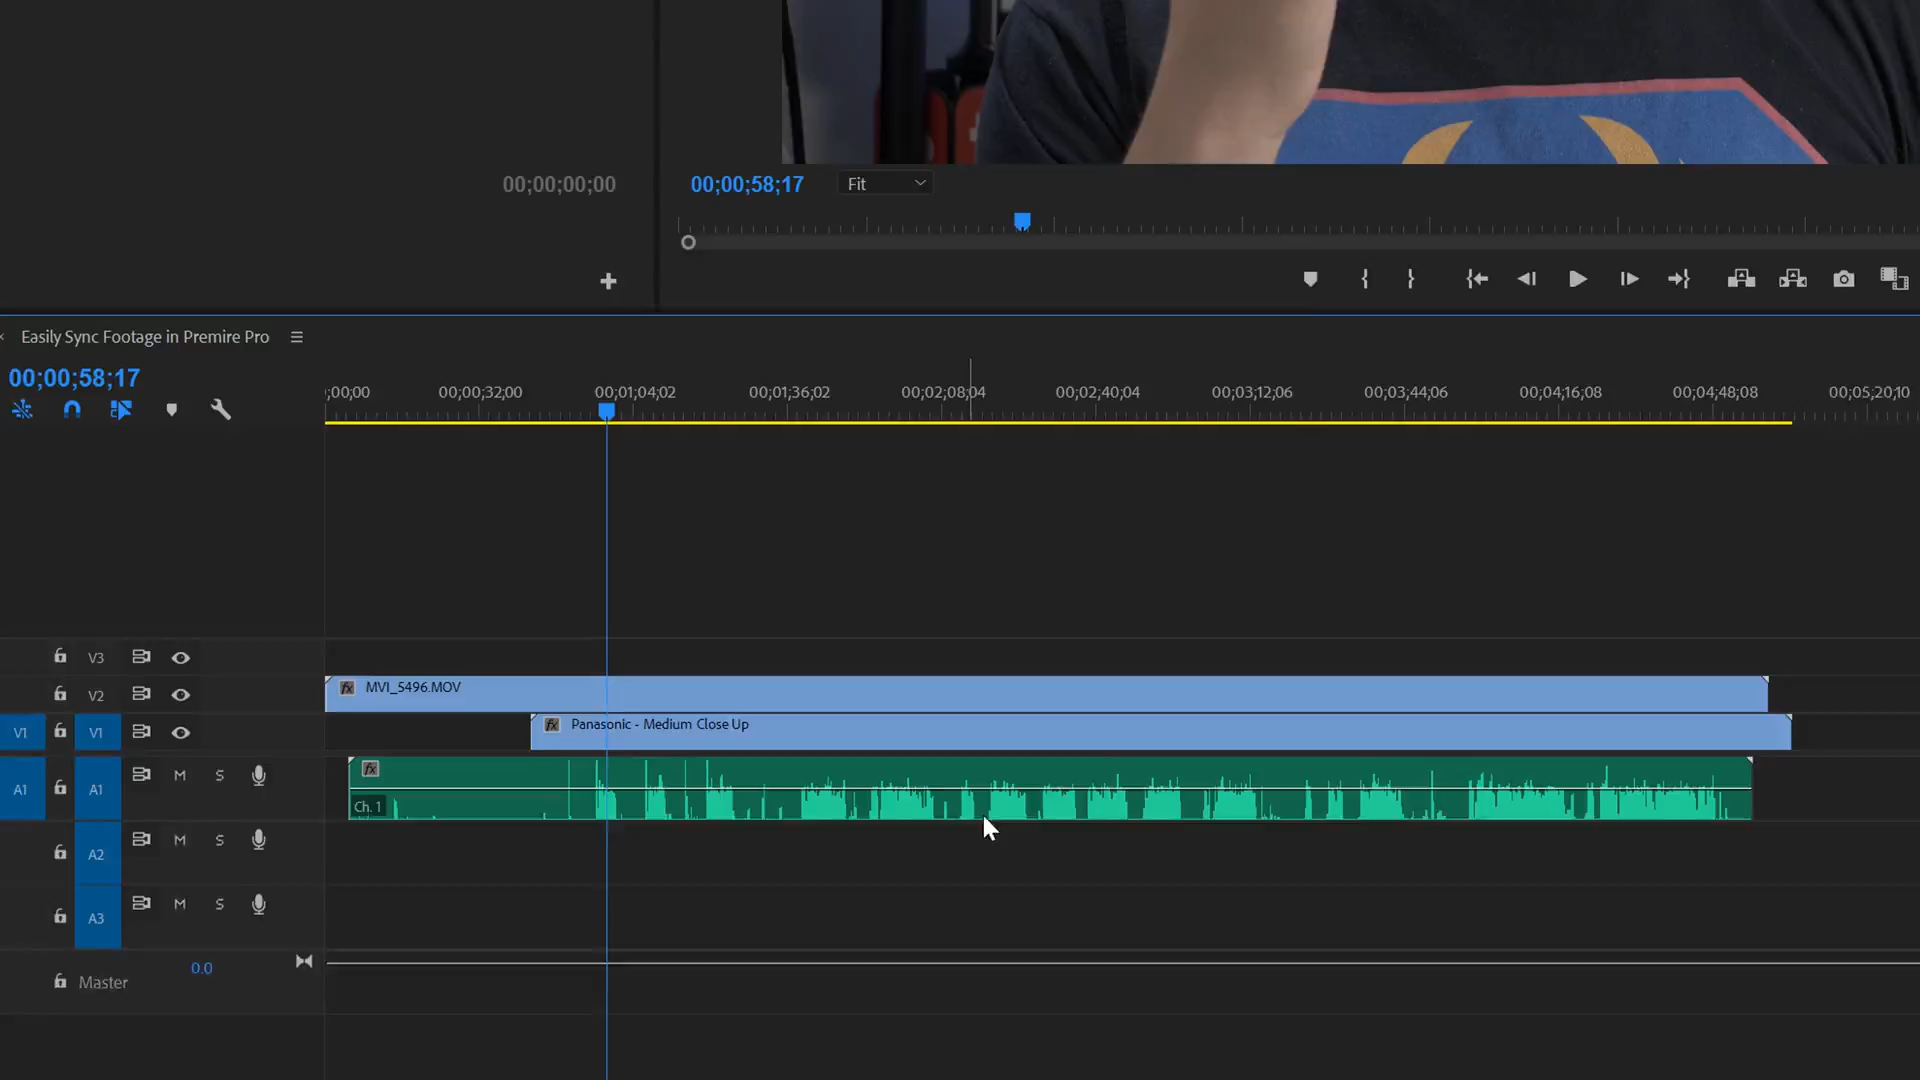 00;00;00;00
00;00;58;17
Fit
Easily Sync Footage in Premire Pro
00;00;58;17
;00;00
00;00;32;00
00;01;04;02
00;01;36;02
00;02;08;04
00;02;40;04
00;03;12;06
00;03;44;06
00;04;16;08
00;04;48;08
00;05;20;10
V3
V2
fx MVI_5496.MOV
V1
V1
fx Panasonic - Medium Close Up
A1
A1
M
S
fx
Ch. 1
A2
M
S
A3
M
S
0.0
Master